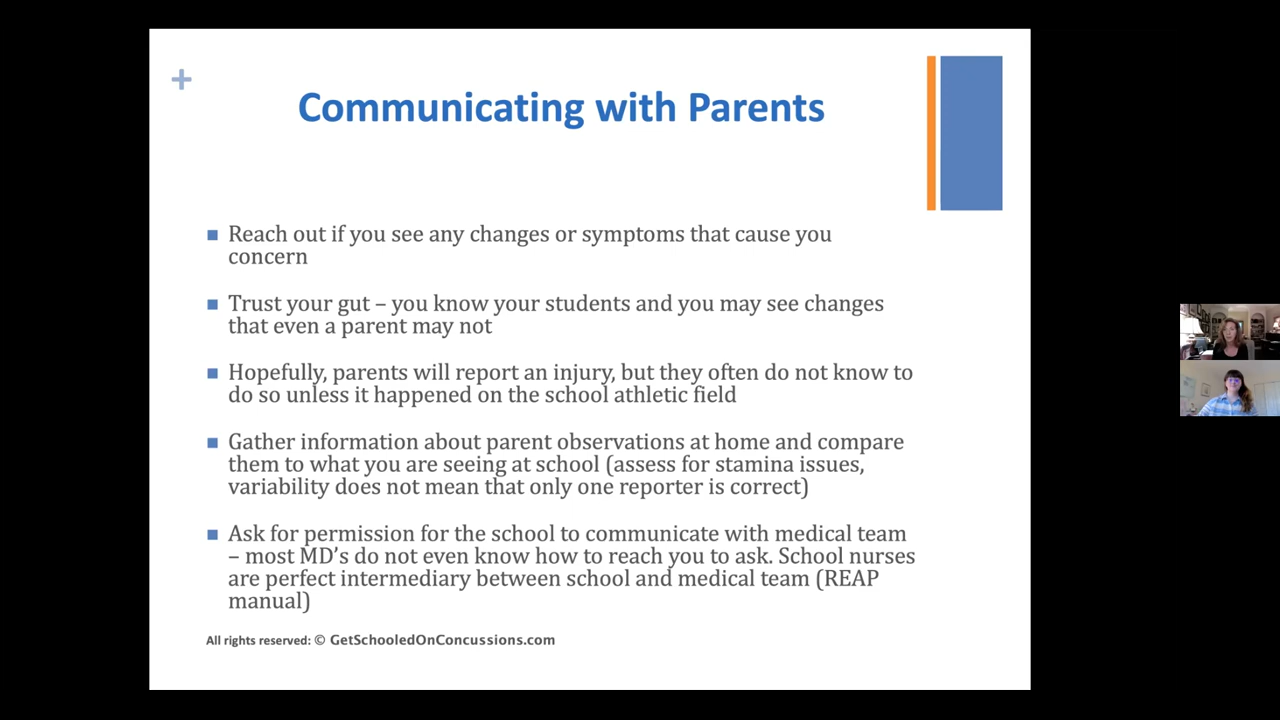 +
Communicating with Parents
Reach out if you see any changes or symptoms that cause you
concern
Trust your gut – you know your students and you may see changes
that even a parent may not
Hopefully, parents will report an injury, but they often do not know to
do so unless it happened on the school athletic field
Gather information about parent observations at home and compare
them to what you are seeing at school (assess for stamina issues,
variability does not mean that only one reporter is correct)
Ask for permission for the school to communicate with medical team
– most MD's do not even know how to reach you to ask. School nurses
are perfect intermediary between school and medical team (REAP
manual)
All rights reserved: © GetSchooledOnConcussions.com